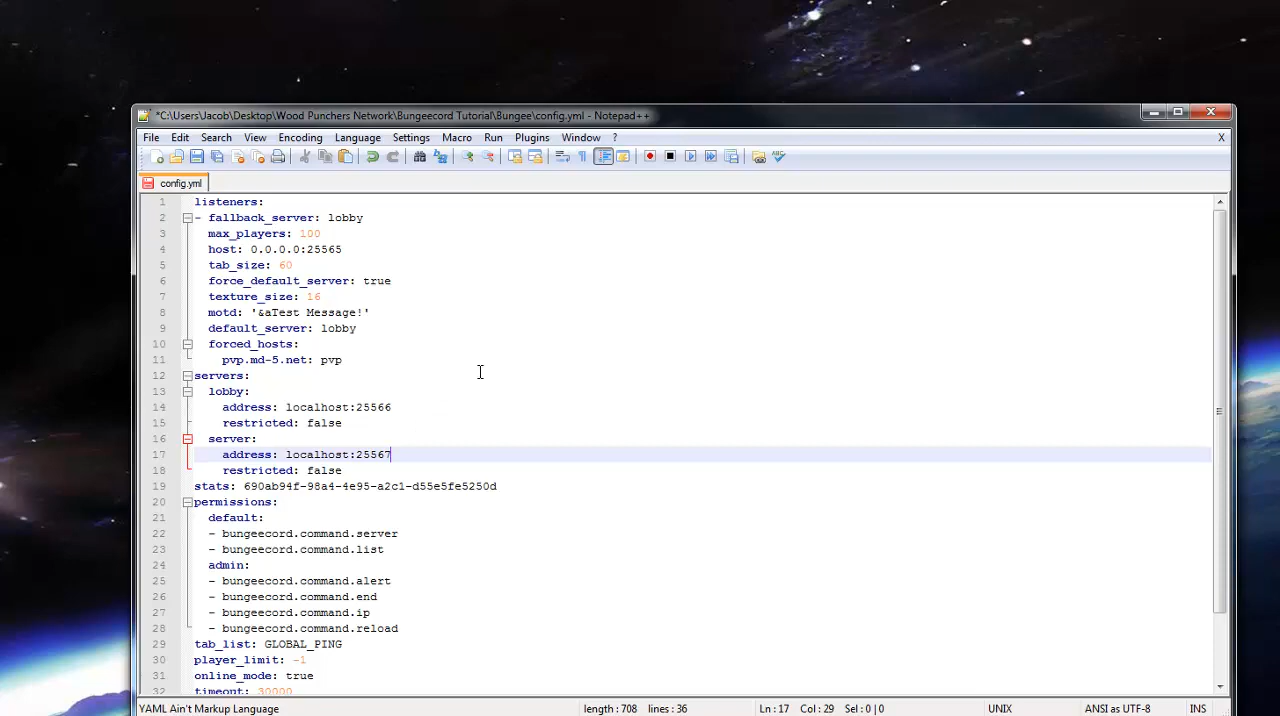 *C:\Users\Jacob\Desktop\Wood Punchers Network\Bungeecord Tutorial\Bungee\config.yml - Notepad++
File Edit Search View Encoding Language Settings Macro Run Plugins Window ? X
config.yml
1 listeners:
2 - fallback_server: lobby
3 max_players: 100
4 host: 0.0.0.0:25565
5 tab_size: 60
6 force_default_server: true
7 texture_size: 16
8 motd: '&aTest Message!'
9 default_server: lobby
10 forced_hosts:
11 pvp.md-5.net: pvp
12 servers:
13 lobby:
14 address: localhost:25566
15 restricted: false
16 server:
17 address: localhost:25567
18 restricted: false
19 stats: 690ab94f-98a4-4e95-a2c1-d55e5fe5250d
20 permissions:
21 default:
22 - bungeecord.command.server
23 - bungeecord.command.list
24 admin:
25 - bungeecord.command.alert
26 - bungeecord.command.end
27 - bungeecord.command.ip
28 - bungeecord.command.reload
29 tab_list: GLOBAL_PING
30 player_limit: -1
31 online_mode: true
32 timeout: 30000
YAML Ain't Markup Language length : 708 lines : 36 Ln : 17 Col : 29 Sel : 0 | 0 UNIX ANSI as UTF-8 INS